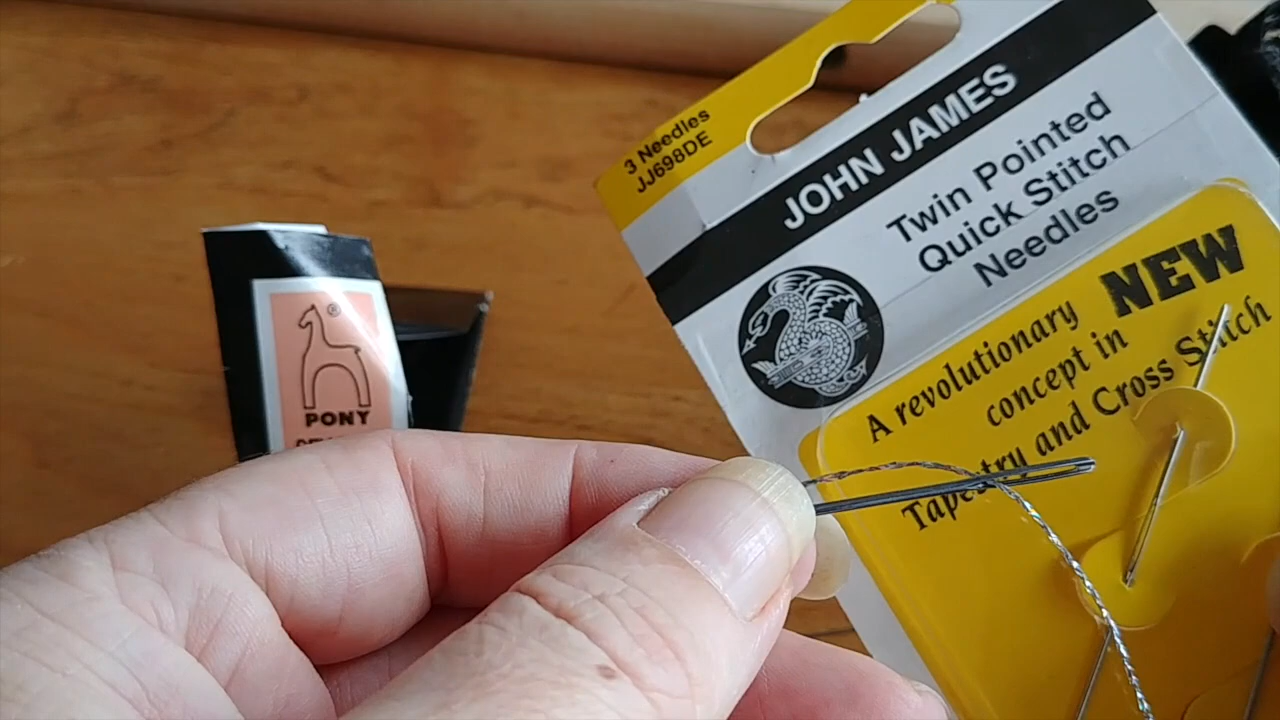 3 Needles
JJ698DE
JOHN JAMES
Twin Pointed
Quick Stitch
Needles
NEW
A revolutionary
concept in
Tapestry and Cross Stitch
®
PONY